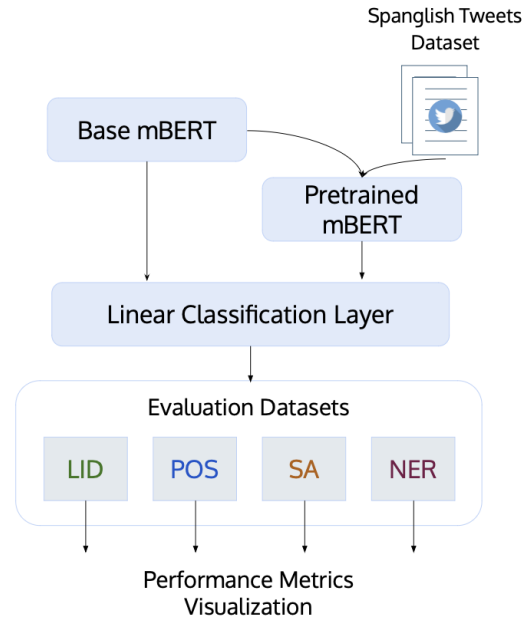 Spanglish Tweets
Dataset
Base mBERT
Pretrained
mBERT
Linear Classification Layer
Evaluation Datasets
LID
POS
SA
NER
Performance Metrics
Visualization